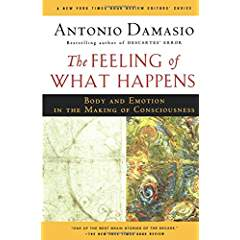 A NEW YORK TIMES BOOK REVIEW EDITORS' CHOICE
ANTONIO DAMASIO
Bestselling author of DESCARTES' ERROR
The FEELING of
WHAT HAPPENS
BODY AND EMOTION
IN THE MAKING OF CONSCIOUSNESS
"ONE OF THE BEST BRAIN STORIES OF THE DECADE."
—THE NEW YORK TIMES BOOK REVIEW